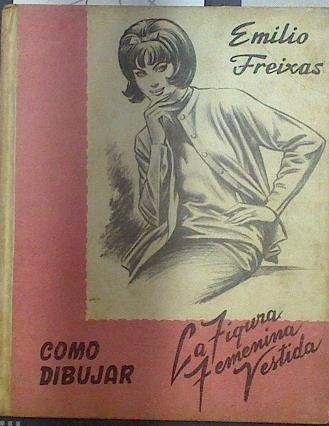 Emilio
Freixas
COMO
DIBUJAR
La Figura
Femenina
Vestida